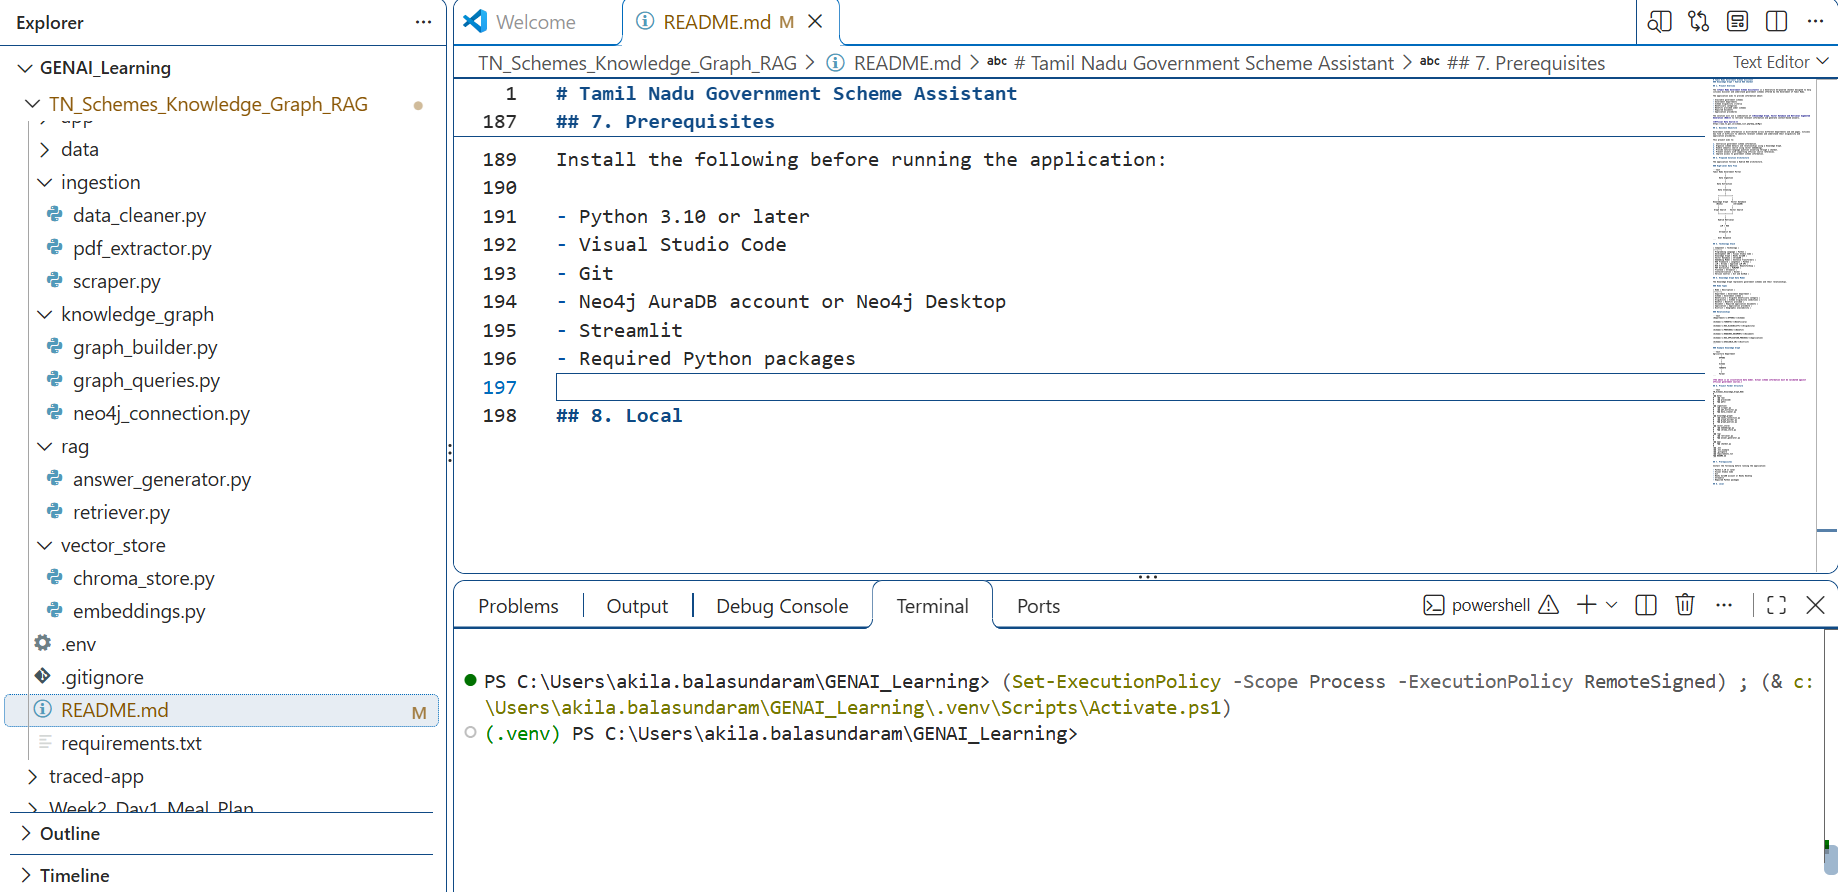 Explorer
GENAI_Learning
TN_Schemes_Knowledge_Graph_RAG
app
data
ingestion
data_cleaner.py
pdf_extractor.py
scraper.py
knowledge_graph
graph_builder.py
graph_queries.py
neo4j_connection.py
rag
answer_generator.py
retriever.py
vector_store
chroma_store.py
embeddings.py
.env
.gitignore
README.md M
requirements.txt
traced-app
Week2_Day1_Meal_Plan
Outline
Timeline
Welcome
README.md M
TN_Schemes_Knowledge_Graph_RAG > README.md > abc # Tamil Nadu Government Scheme Assistant > abc ## 7. Prerequisites
Text Editor
1 # Tamil Nadu Government Scheme Assistant
187 ## 7. Prerequisites
189 Install the following before running the application:
190
191 - Python 3.10 or later
192 - Visual Studio Code
193 - Git
194 - Neo4j AuraDB account or Neo4j Desktop
195 - Streamlit
196 - Required Python packages
197
198 ## 8. Local
Problems Output Debug Console Terminal Ports
powershell
PS C:\Users\akila.balasundaram\GENAI_Learning> (Set-ExecutionPolicy -Scope Process -ExecutionPolicy RemoteSigned) ; (& c:
\Users\akila.balasundaram\GENAI_Learning\.venv\Scripts\Activate.ps1)
(.venv) PS C:\Users\akila.balasundaram\GENAI_Learning>